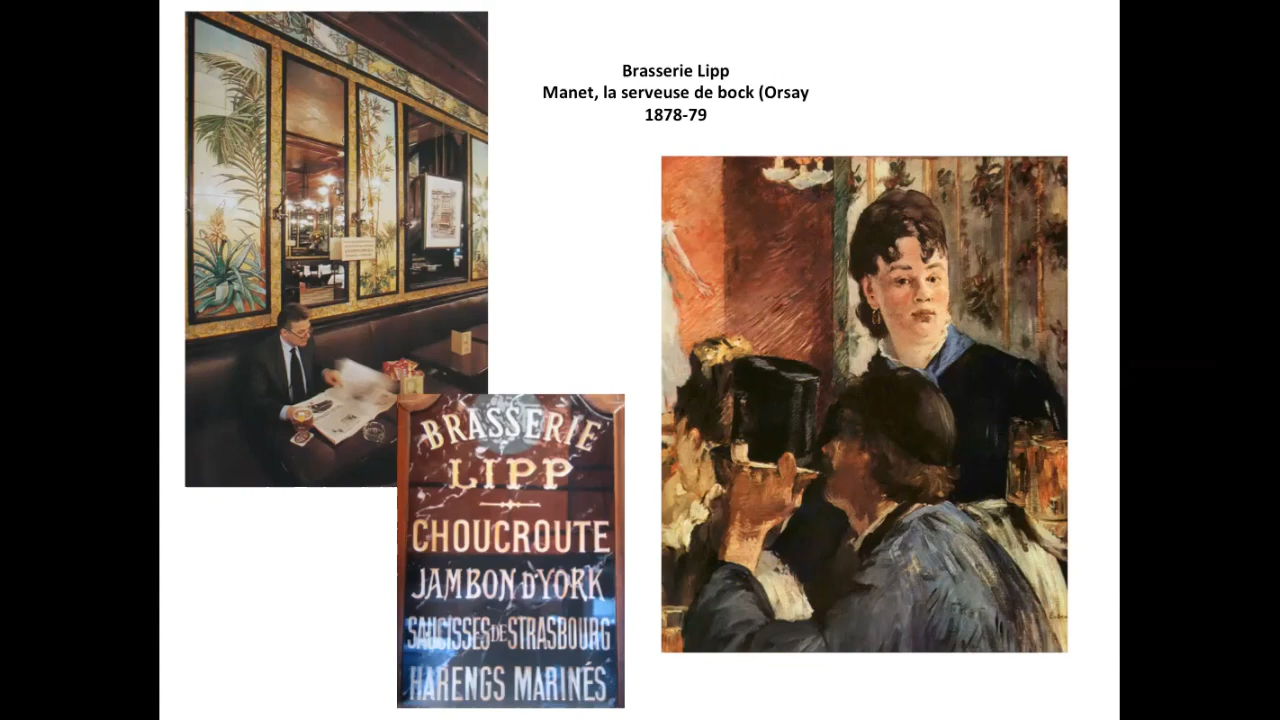 Brasserie Lipp
Manet, la serveuse de bock (Orsay
1878-79
BRASSERIE
LIPP
CHOUCROUTE
JAMBON D'YORK
SAUCISSES DE STRASBOURG
HARENGS MARINÉS